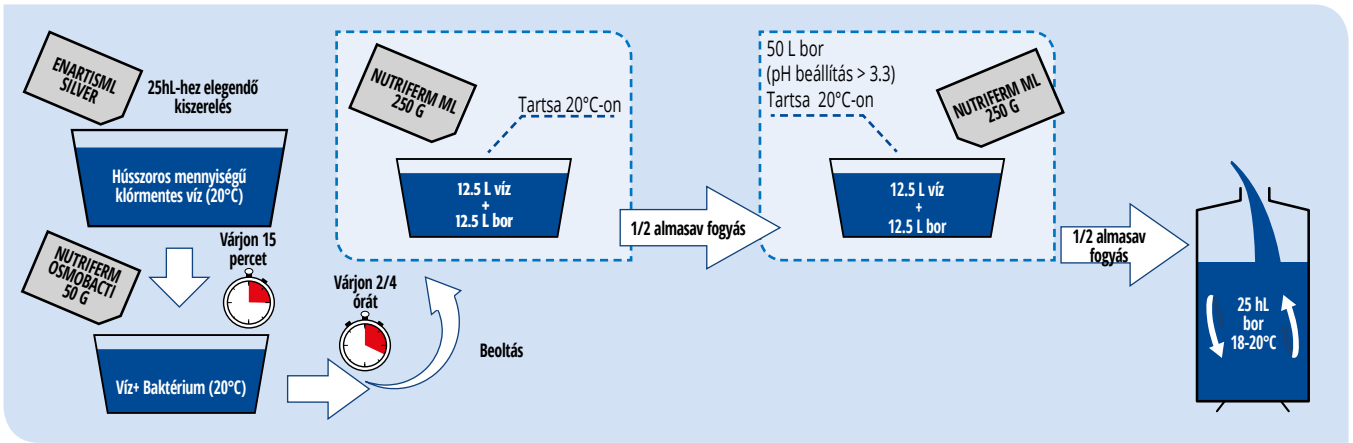 ENARTISML
SILVER
25hL-hez elegendő
kiszerelés
Hússzoros mennyiségű
klórmentes víz (20°C)
NUTRIFERM
OSMOBACTI
50 G
Várjon 15
percet
Víz+ Baktérium (20°C)
Várjon 2/4
órát
Beoltás
NUTRIFERM ML
250 G
Tartsa 20°C-on
12.5 L víz
+
12.5 L bor
1/2 almasav fogyás
50 L bor
(pH beállítás > 3.3)
Tartsa 20°C-on
NUTRIFERM ML
250 G
12.5 L víz
+
12.5 L bor
1/2 almasav
fogyás
25 hL
bor
18-20°C